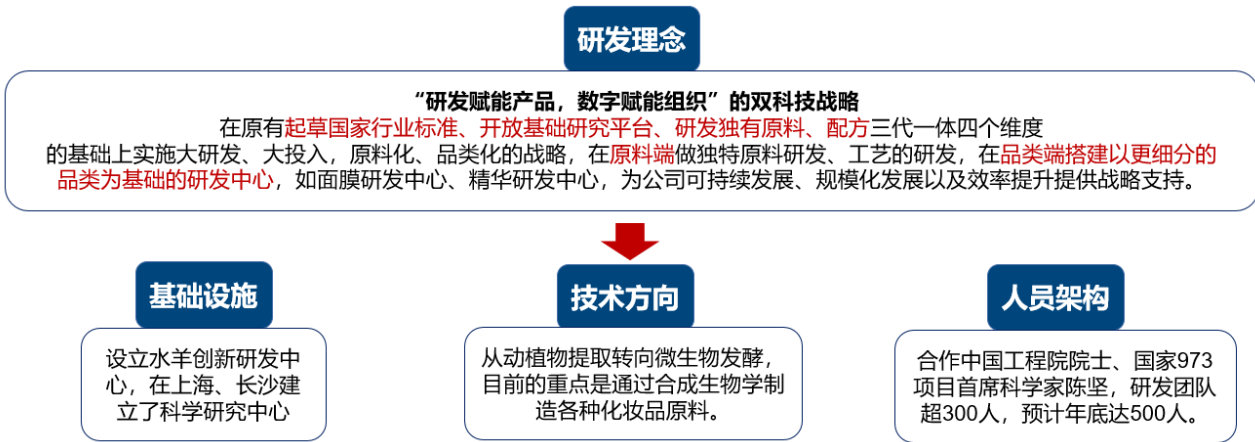 研发理念
“研发赋能产品，数字赋能组织”的双科技战略
在原有起草国家行业标准、开放基础研究平台、研发独有原料、配方三代一体四个维度
的基础上实施大研发、大投入，原料化、品类化的战略，在原料端做独特原料研发、工艺的研发，在品类端搭建以更细分的
品类为基础的研发中心，如面膜研发中心、精华研发中心，为公司可持续发展、规模化发展以及效率提升提供战略支持。
基础设施
设立水羊创新研发中
心，在上海、长沙建
立了科学研究中心
技术方向
从动植物提取转向微生物发酵，
目前的重点是通过合成生物学制
造各种化妆品原料。
人员架构
合作中国工程院院士、国家973
项目首席科学家陈坚，研发团队
超300人，预计年底达500人。